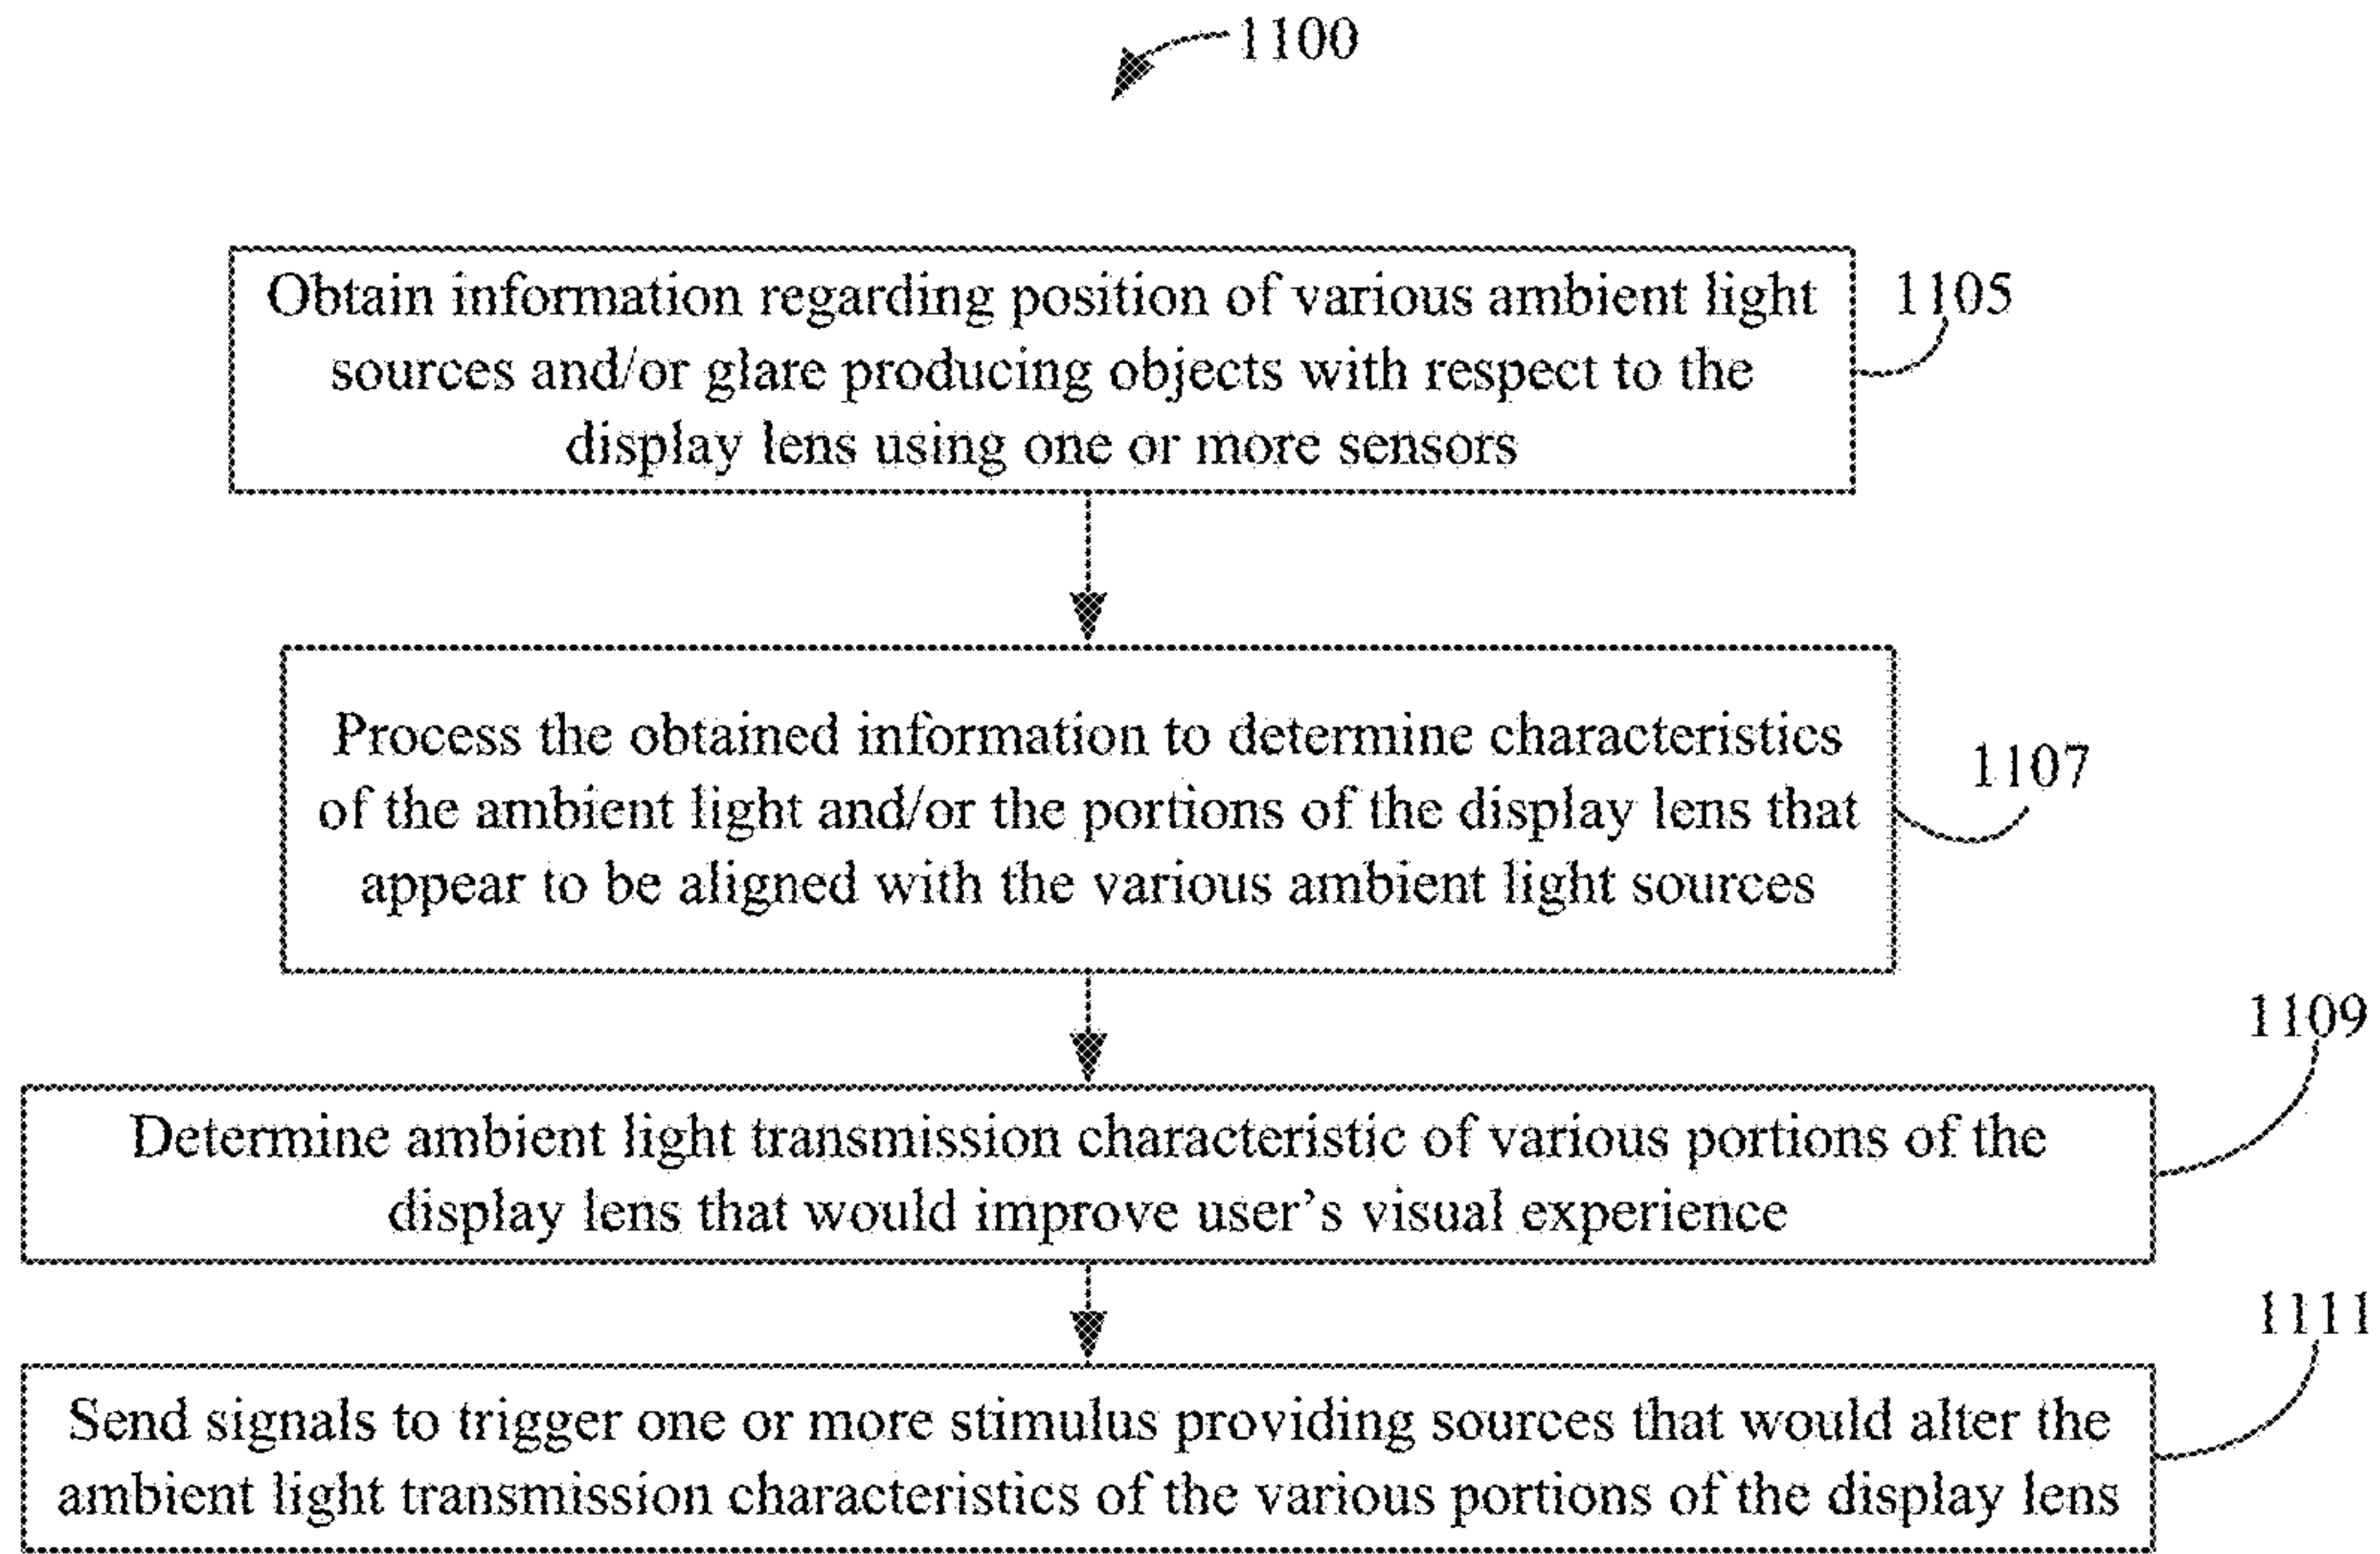 1100
Obtain information regarding position of various ambient light
sources and/or glare producing objects with respect to the
display lens using one or more sensors
1105
Process the obtained information to determine characteristics
of the ambient light and/or the portions of the display lens that
appear to be aligned with the various ambient light sources
1107
Determine ambient light transmission characteristic of various portions of the
display lens that would improve user's visual experience
1109
Send signals to trigger one or more stimulus providing sources that would alter the
ambient light transmission characteristics of the various portions of the display lens
1111